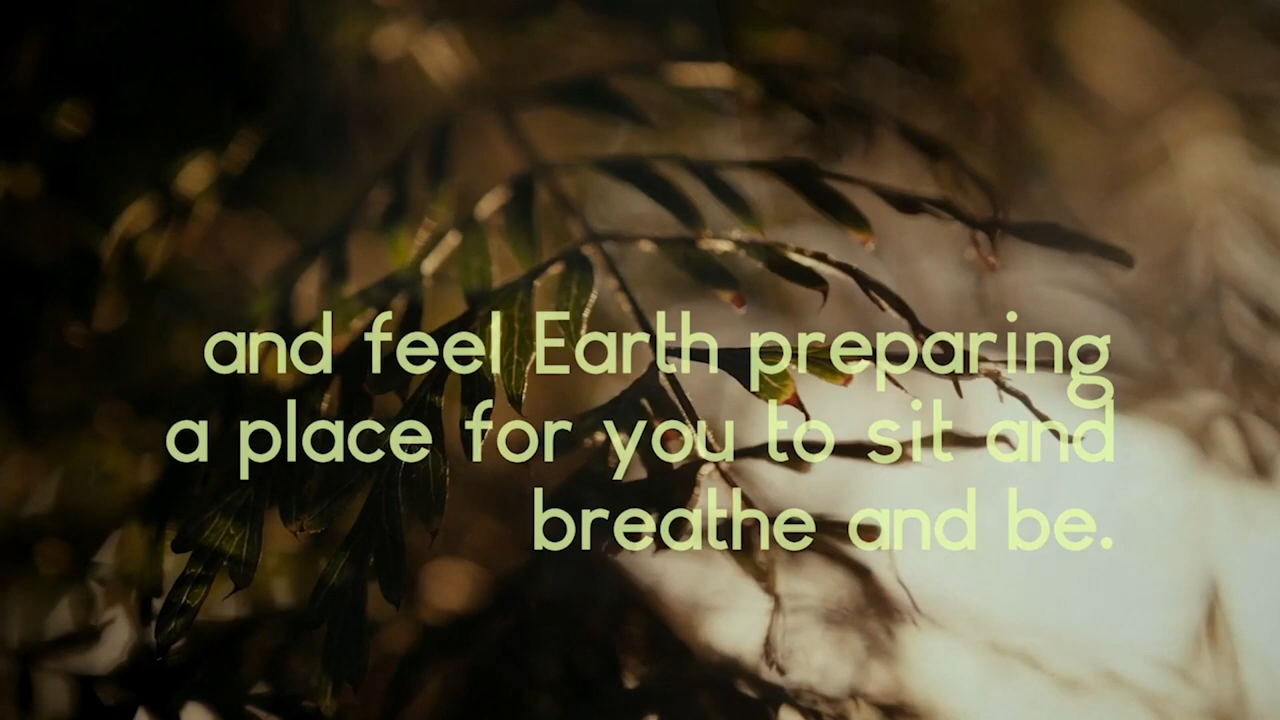 and feel Earth preparing
a place for you to sit and
breathe and be.